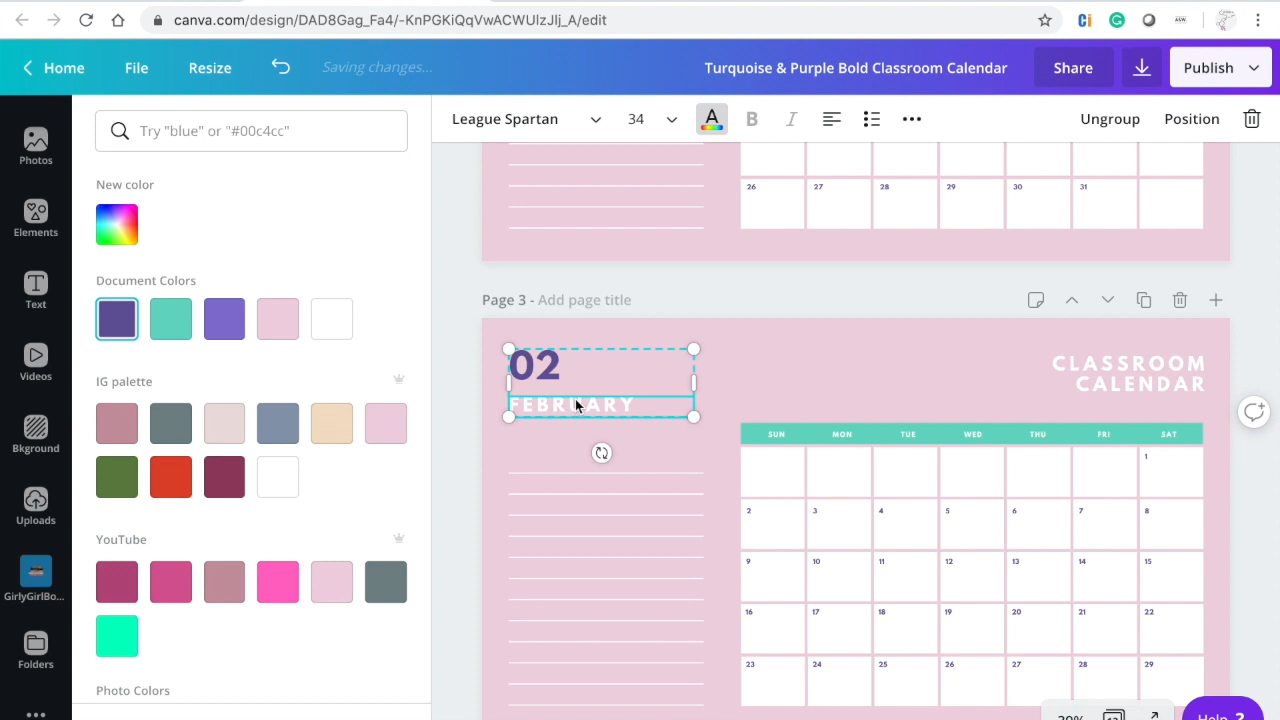 canva.com/design/DAD8Gag_Fa4/-KnPGKiQqVwACWUIzJlj_A/edit
Home File Resize Saving changes... Turquoise & Purple Bold Classroom Calendar Share Publish
Try "blue" or "#00c4cc"
New color
Document Colors
IG palette
YouTube
Photo Colors
Photos
Elements
Text
Videos
Bkground
Uploads
GirlyGirlBo...
Folders
League Spartan 34 A B I Ungroup Position
26 27 28 29 30 31
Page 3 - Add page title
02
FEBRUARY
CLASSROOM
CALENDAR
SUN MON TUE WED THU FRI SAT
1
2 3 4 5 6 7 8
9 10 11 12 13 14 15
16 17 18 19 20 21 22
23 24 25 26 27 28 29
Help ?